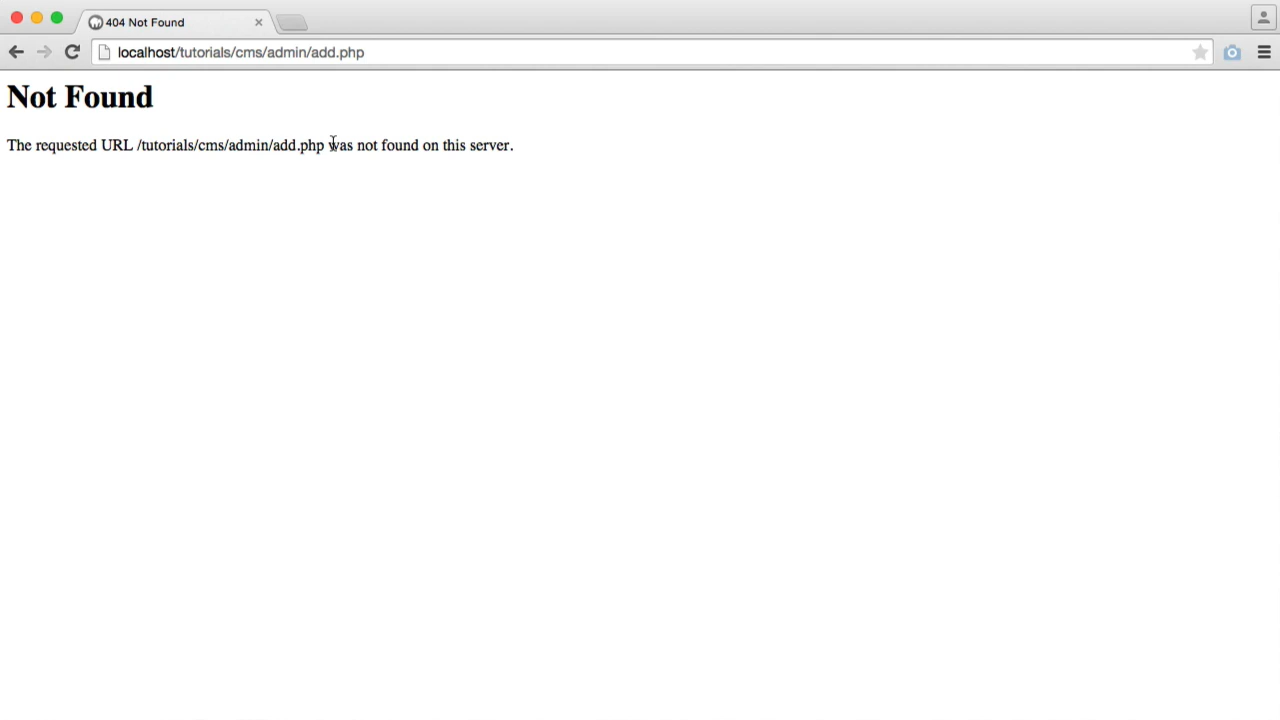 404 Not Found
localhost/tutorials/cms/admin/add.php
Not Found
The requested URL /tutorials/cms/admin/add.php was not found on this server.